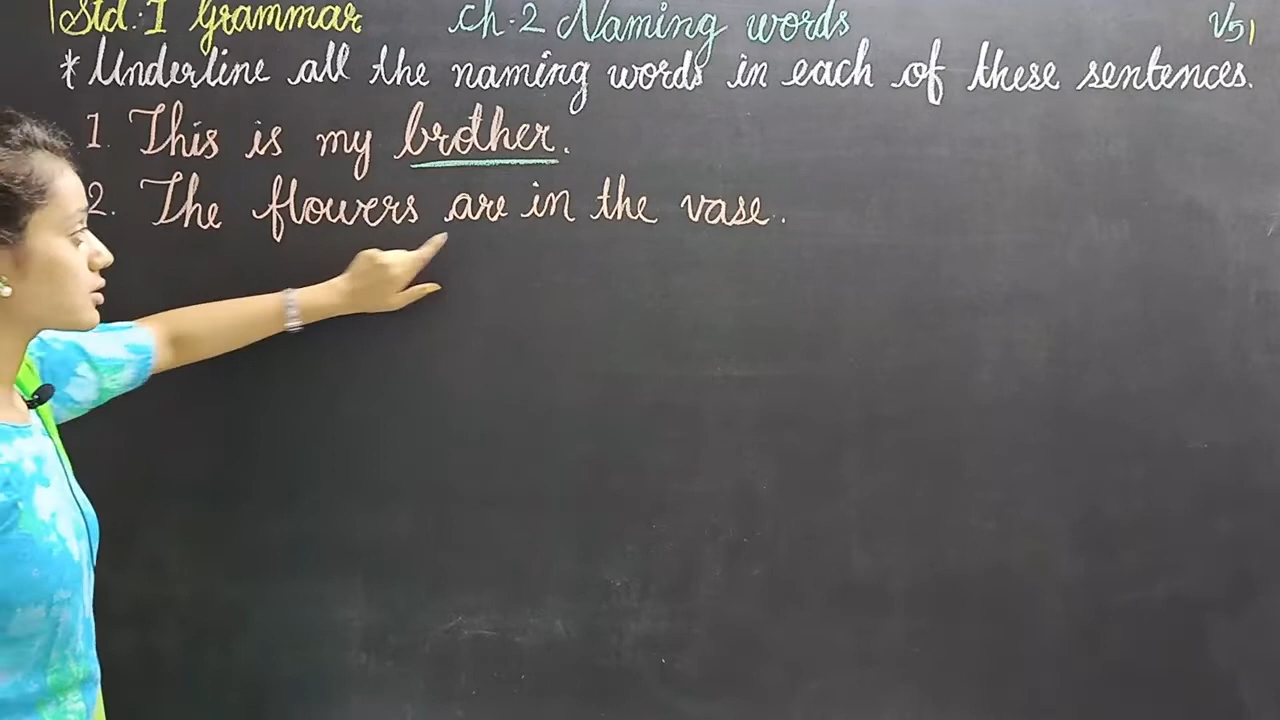 Std: I Grammar ch-2 Naming words V51
* Underline all the naming words in each of these sentences.
1. This is my brother.
2. The flowers are in the vase.